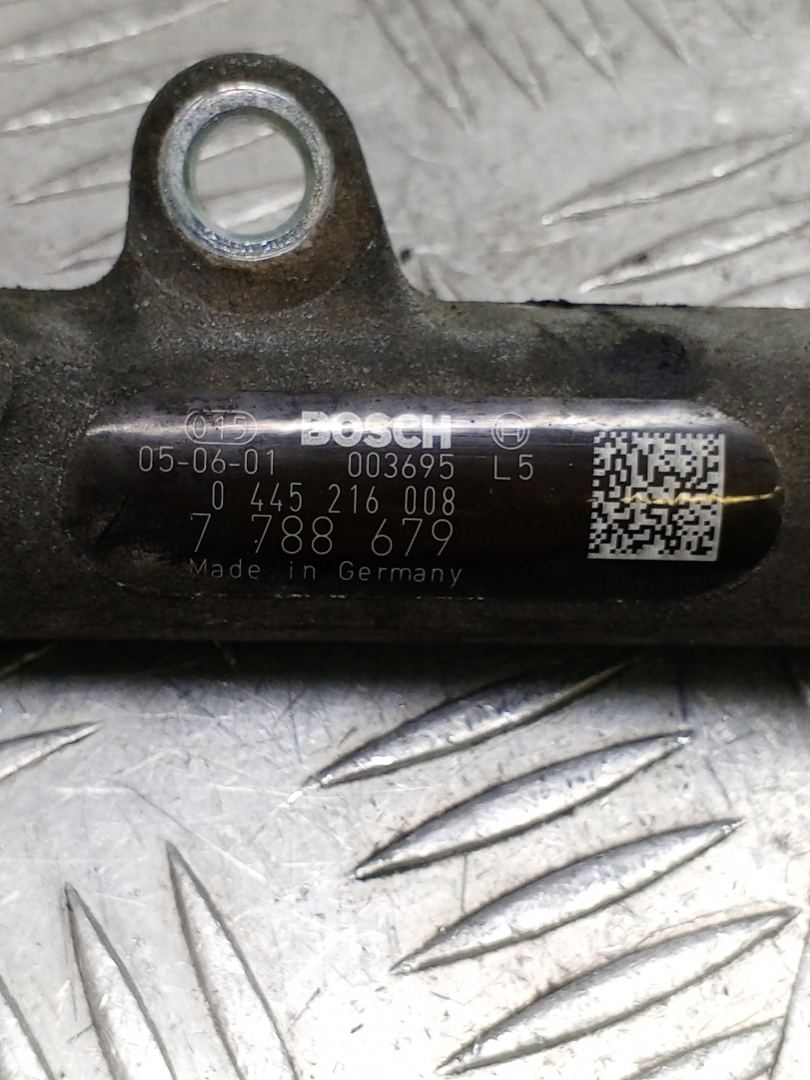 015 BOSCH
05-06-01 003695 L5
0 445 216 008
7 788 679
Made in Germany